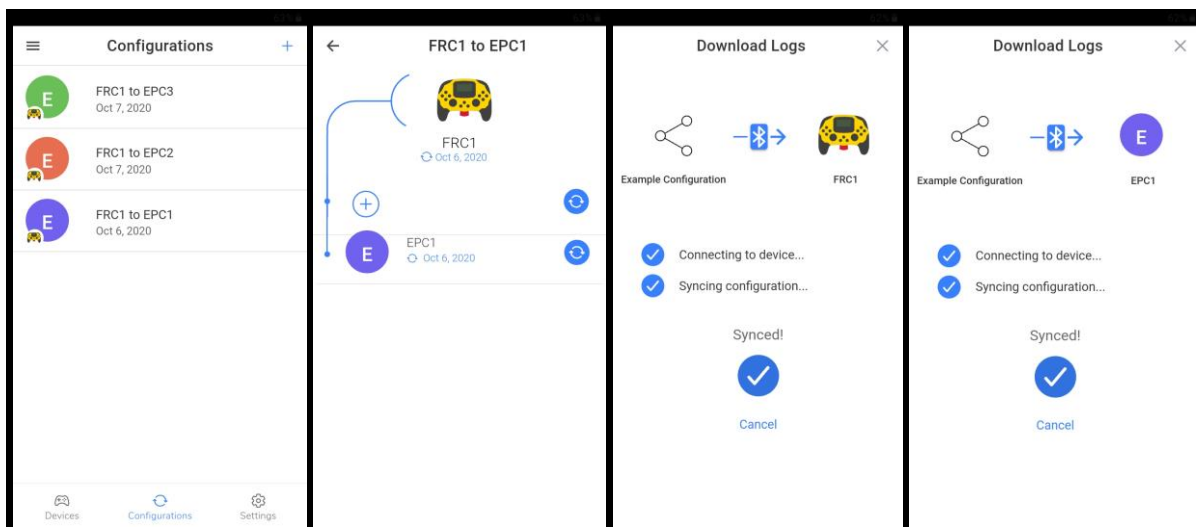 63%
Configurations
+
E
FRC1 to EPC3
Oct 7, 2020
E
FRC1 to EPC2
Oct 7, 2020
E
FRC1 to EPC1
Oct 6, 2020
Devices
Configurations
Settings
63%
FRC1 to EPC1
FRC1
Oct 6, 2020
E
EPC1
Oct 6, 2020
62%
Download Logs
Example Configuration
FRC1
Connecting to device...
Syncing configuration...
Synced!
Cancel
Download Logs
E
Example Configuration
EPC1
Connecting to device...
Syncing configuration...
Synced!
Cancel